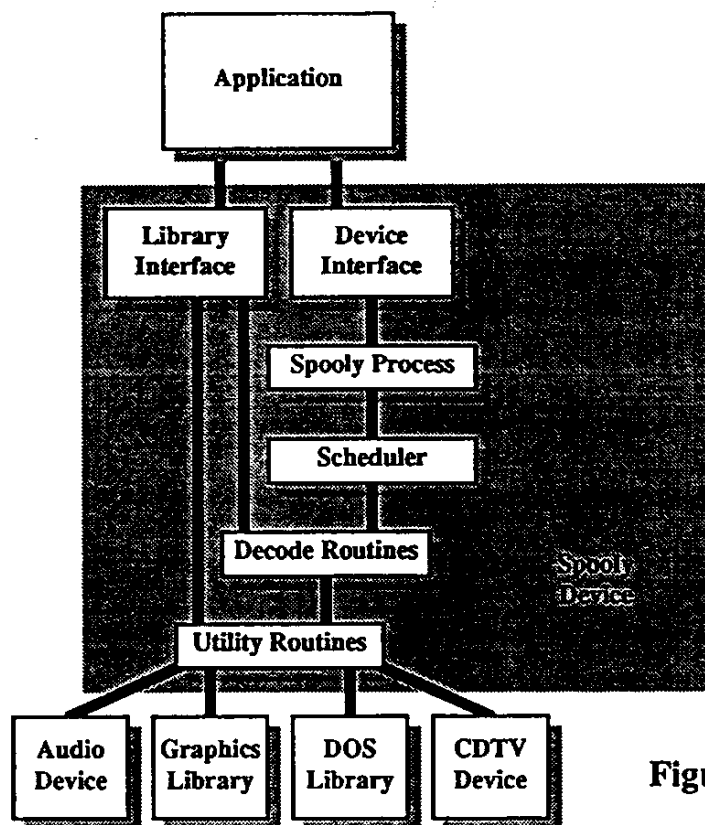 Application
Library
Interface
Device
Interface
Spooly Process
Scheduler
Decode Routines
Spooly
Device
Utility Routines
Audio
Device
Graphics
Library
DOS
Library
CDTV
Device
Figu